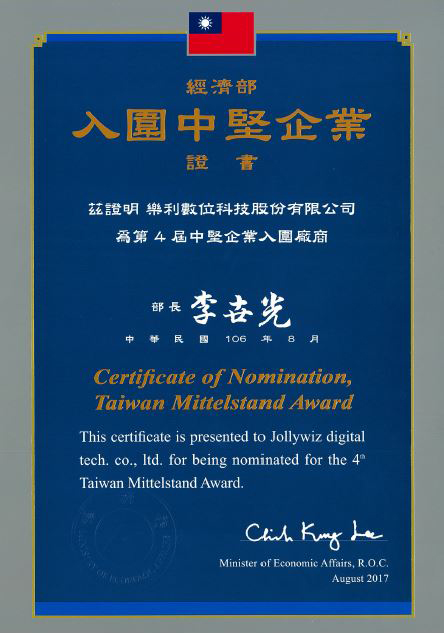 經濟部
入圍中堅企業
證書
茲證明 樂利數位科技股份有限公司
為第 4 屆中堅企業入圍廠商
部長 李世光
中華民國 106 年 8 月
Certificate of Nomination,
Taiwan Mittelstand Award
This certificate is presented to Jollywiz digital
tech. co., ltd. for being nominated for the 4th
Taiwan Mittelstand Award.
Chih Kung Lee
Minister of Economic Affairs, R.O.C.
August 2017